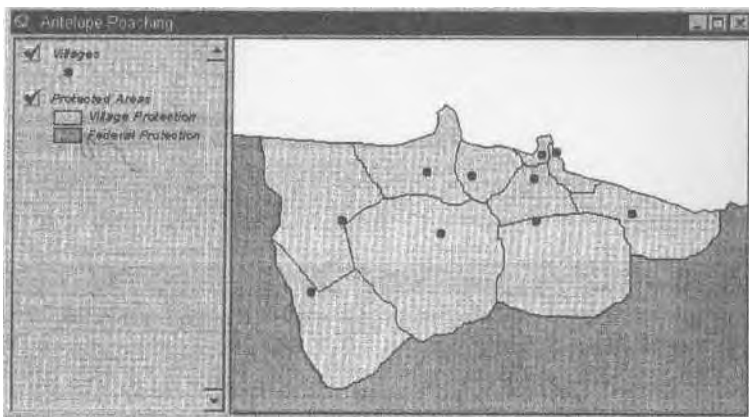 Antelope Poaching
Villages
Protected Areas
Village Protection
Federal Protection